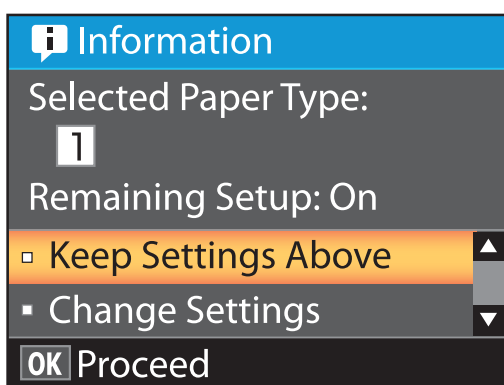 Information
Selected Paper Type:
1
Remaining Setup: On
Keep Settings Above
Change Settings
OK Proceed